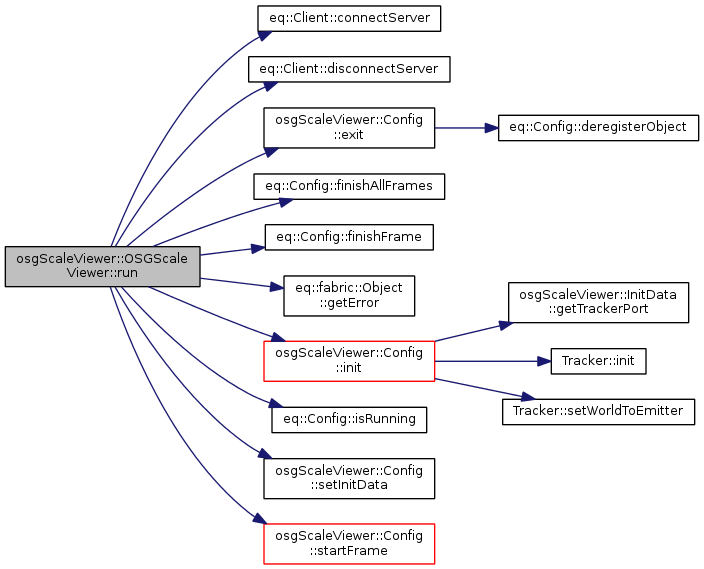 osgScaleViewer::OSGScale
Viewer::run
eq::Client::connectServer
eq::Client::disconnectServer
osgScaleViewer::Config
::exit
eq::Config::deregisterObject
eq::Config::finishAllFrames
eq::Config::finishFrame
eq::fabric::Object
::getError
osgScaleViewer::Config
::init
osgScaleViewer::InitData
::getTrackerPort
Tracker::init
Tracker::setWorldToEmitter
eq::Config::isRunning
osgScaleViewer::Config
::setInitData
osgScaleViewer::Config
::startFrame